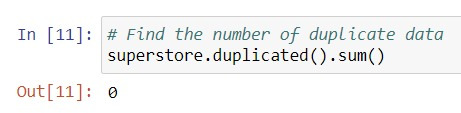 In [11]: # Find the number of duplicate data
superstore.duplicated().sum()
Out[11]: 0